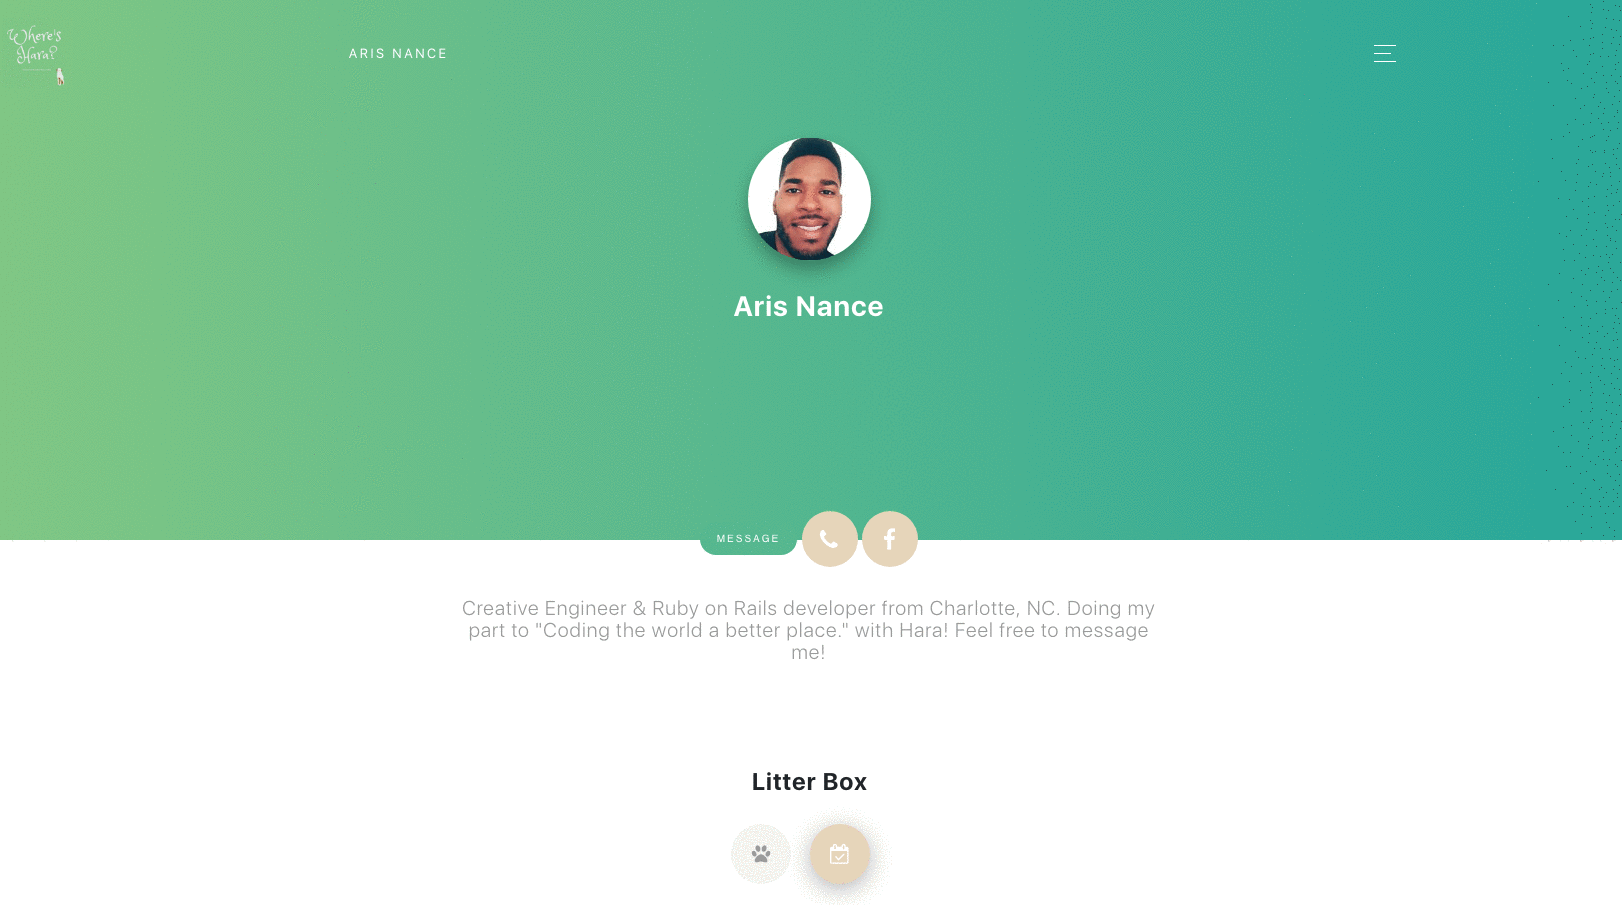 Where's
Hara?
ARIS NANCE
Aris Nance
MESSAGE
Creative Engineer & Ruby on Rails developer from Charlotte, NC. Doing my
part to "Coding the world a better place." with Hara! Feel free to message
me!
Litter Box